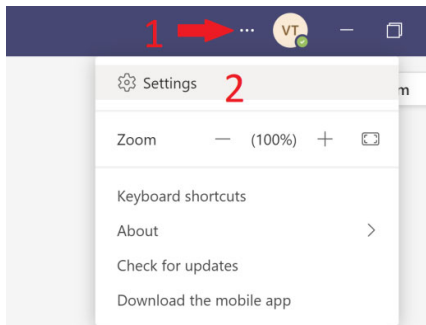 1
... VT
Settings 2
m
Zoom — (100%) +
Keyboard shortcuts
About
Check for updates
Download the mobile app